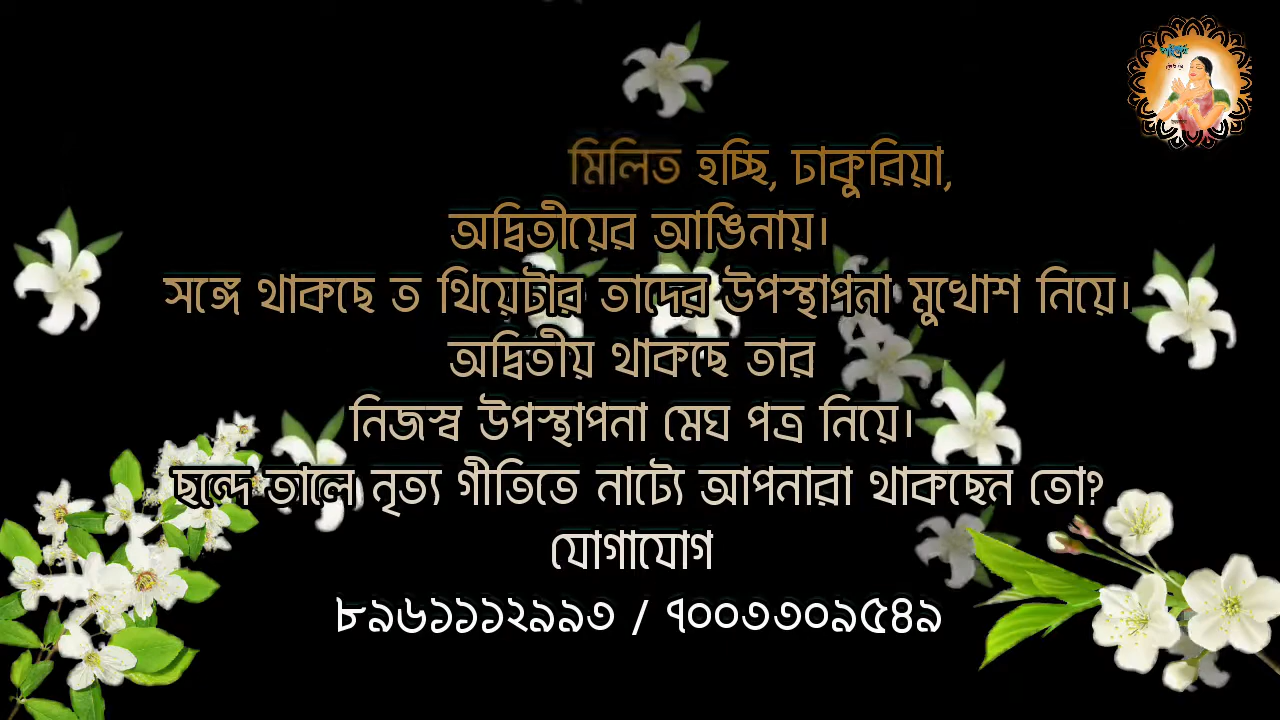 মিলিত হচ্ছি, ঢাকুরিয়া,
অদ্বিতীয়ের আঙিনায়।
সঙ্গে থাকছে ত থিয়েটার তাদের উপস্থাপনা মুখোশ নিয়ে।
অদ্বিতীয় থাকছে তার
নিজস্ব উপস্থাপনা মেঘ পত্র নিয়ে।
ছন্দে তালে নৃত্য গীতিতে নাট্যে আপনারা থাকছেন তো?
যোগাযোগ
৮৯৬১১১২৯৯৩ / ৭০০৩৩০৯৫৪৯